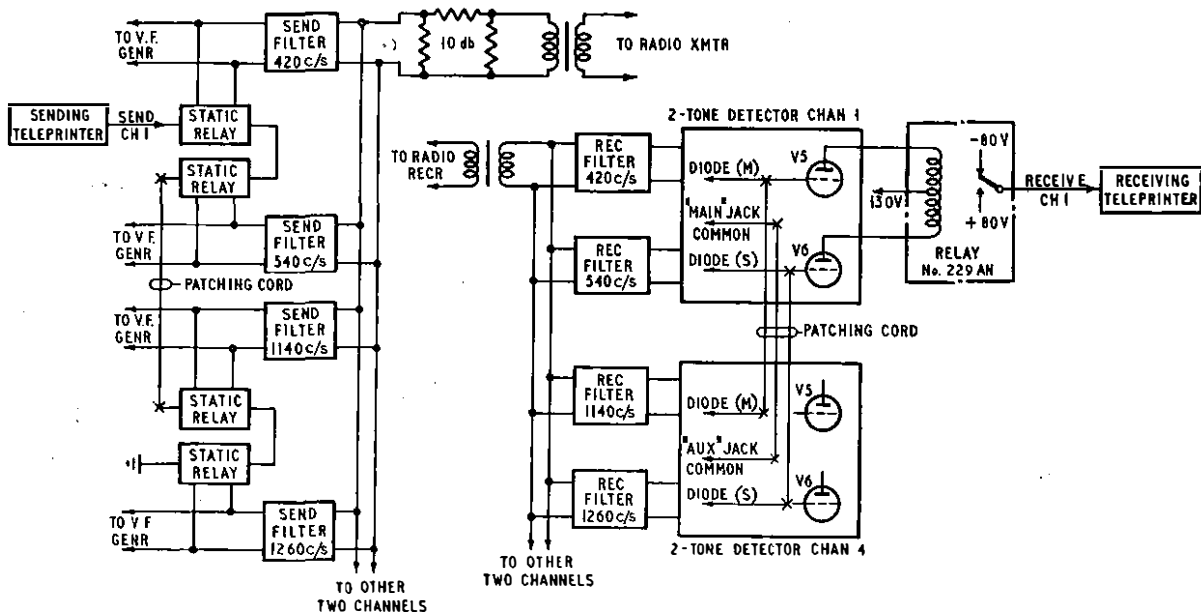 TO V.F.
GENR
SEND
FILTER
420 C/S
10 db
TO RADIO XMTR
SENDING
TELEPRINTER
SEND
CH 1
STATIC
RELAY
STATIC
RELAY
TO V.F.
GENR
SEND
FILTER
540 C/S
PATCHING CORD
TO V.F.
GENR
SEND
FILTER
1140 C/S
STATIC
RELAY
STATIC
RELAY
TO V F
GENR
SEND
FILTER
1260 C/S
TO OTHER
TWO CHANNELS
TO RADIO
RECR
REC
FILTER
420 C/S
REC
FILTER
540 C/S
REC
FILTER
1140 C/S
REC
FILTER
1260 C/S
TO OTHER
TWO CHANNELS
2-TONE DETECTOR CHAN 1
DIODE (M)
V5
"MAIN" JACK
COMMON
V6
DIODE (S)
PATCHING CORD
DIODE (M)
V5
"AUX" JACK
COMMON
V6
DIODE (S)
2-TONE DETECTOR CHAN 4
130V
-80V
+80V
RELAY
No. 229 AN
RECEIVE
CH 1
RECEIVING
TELEPRINTER